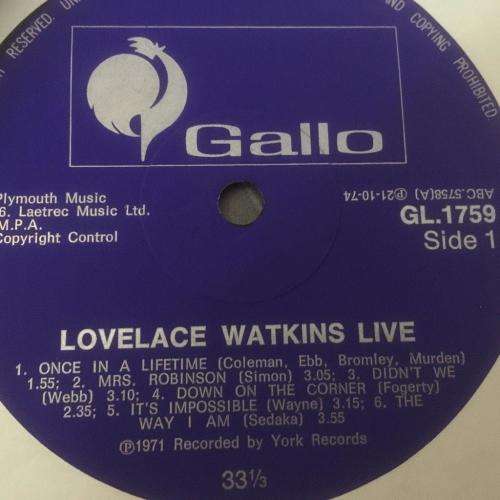 RESERVED.
AND COPYING PROHIBITED
Gallo
Plymouth Music
6. Laetrec Music Ltd.
M.P.A.
Copyright Control
ABC.5758(A) Ⓟ21-10-74
GL.1759
Side 1
LOVELACE WATKINS LIVE
1. ONCE IN A LIFETIME (Coleman, Ebb, Bromley, Murden)
1.55; 2. MRS. ROBINSON (Simon) 3.05; 3. DIDN'T WE
(Webb) 3.10; 4. DOWN ON THE CORNER (Fogerty)
2.35; 5. IT'S IMPOSSIBLE (Wayne) 3.15; 6. THE
WAY I AM (Sedaka) 3.55
Ⓟ1971 Recorded by York Records
33⅓